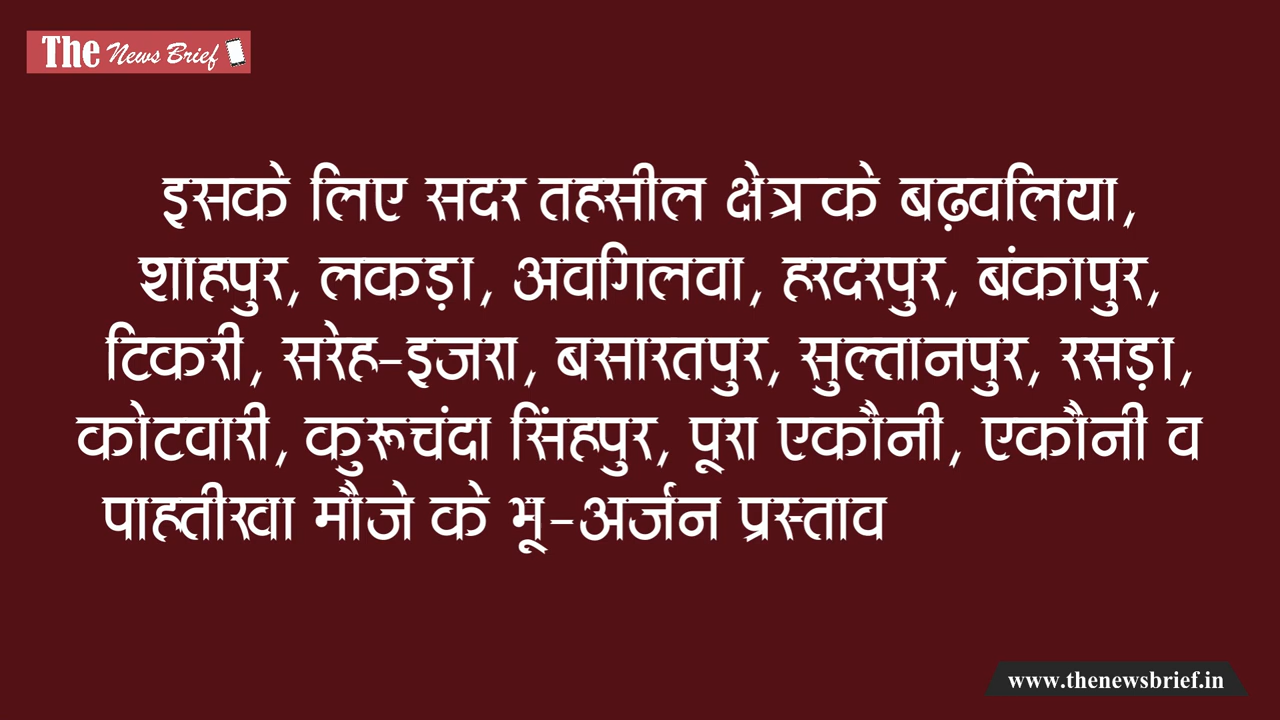 The News Brief
इसके लिए सदर तहसील क्षेत्र के बढ़वलिया,
शाहपुर, लकड़ा, अवगिलवा, हरदरपुर, बंकापुर,
टिकरी, सरेह-इजरा, बसारतपुर, सुल्तानपुर, रसड़ा,
कोटवारी, कुरूचंदा सिंहपुर, पूरा एकौनी, एकौनी व
पाह्तीखा मौजे के भू-अर्जन प्रस्ताव
www.thenewsbrief.in